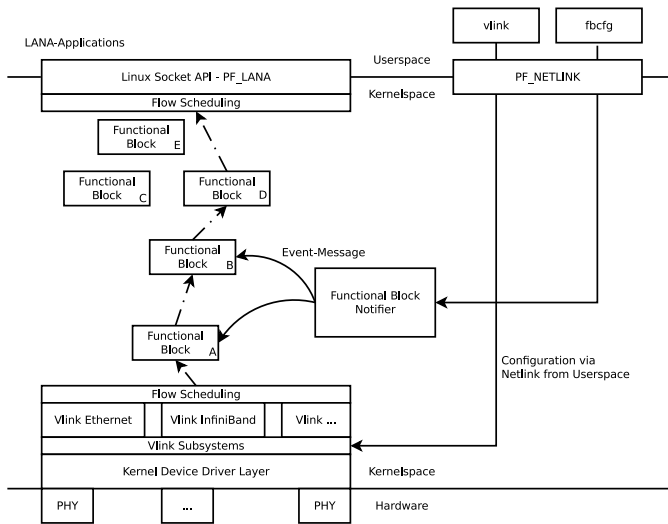 vlink
fbcfg
LANA-Applications
Userspace
Linux Socket API - PF_LANA
PF_NETLINK
Kernelspace
Flow Scheduling
Functional
Block
E
Functional
Block
C
Functional
Block
D
Functional
Block
B
Event-Message
Functional Block
Notifier
Functional
Block
A
Configuration via
Netlink from Userspace
Flow Scheduling
Vlink Ethernet
Vlink InfiniBand
Vlink ...
Vlink Subsystems
Kernel Device Driver Layer
Kernelspace
PHY
...
PHY
Hardware